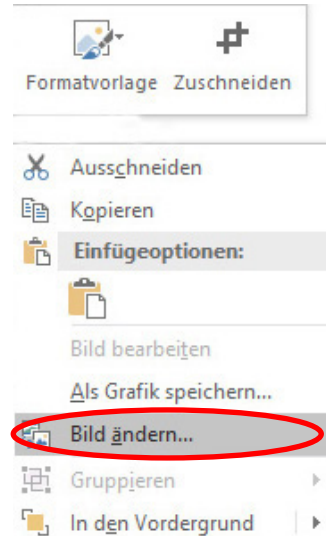 Formatvorlage Zuschneiden
Ausschneiden
Kopieren
Einfügeoptionen:
Bild bearbeiten
Als Grafik speichern...
Bild ändern...
Gruppieren
In den Vordergrund